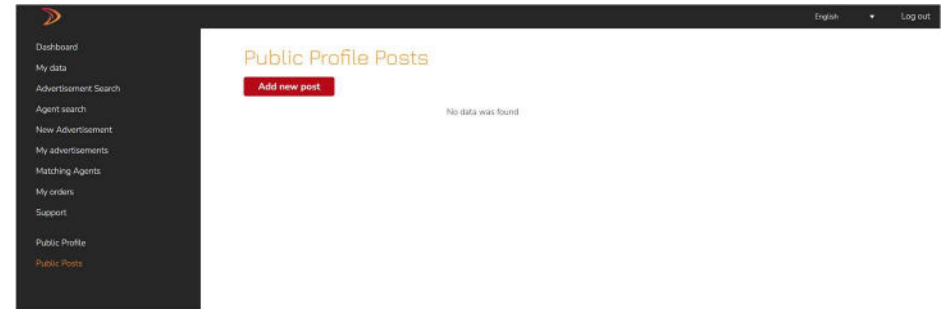 English ▼ Log out
Dashboard
My data
Advertisement Search
Agent search
New Advertisement
My advertisements
Matching Agents
My orders
Support
Public Profile
Public Posts
Public Profile Posts
Add new post
No data was found